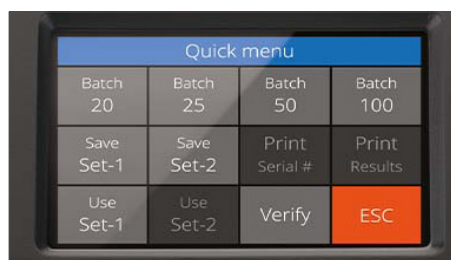 Quick menu
Batch Batch Batch Batch
20 25 50 100
Save Save Print Print
Set-1 Set-2 Serial # Results
Use Use Verify ESC
Set-1 Set-2